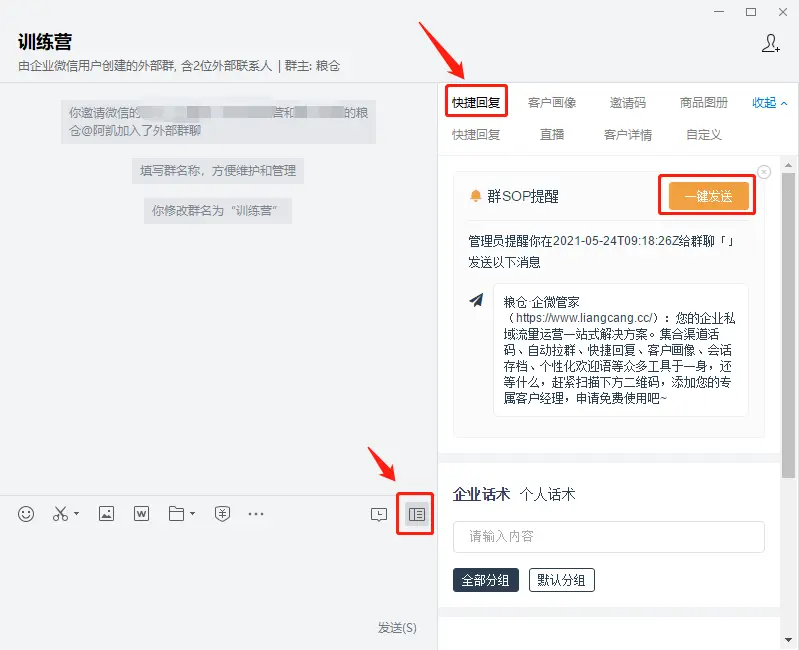 训练营
由企业微信用户创建的外部群, 含2位外部联系人 | 群主: 粮仓
你邀请微信的
营和
的粮
仓@阿凯加入了外部群聊
填写群名称，方便维护和管理
你修改群名为“训练营”
快捷回复
客户画像
邀请码
商品图册
收起
快捷回复
直播
客户详情
自定义
群SOP提醒
一键发送
管理员提醒你在2021-05-24T09:18:26Z给群聊「」
发送以下消息
粮仓·企微管家
（https://www.liangcang.cc/）：您的企业私
域流量运营一站式解决方案。集合渠道活
码、自动拉群、快捷回复、客户画像、会话
存档、个性化欢迎语等众多工具于一身，还
等什么，赶紧扫描下方二维码，添加您的专
属客户经理，申请免费使用吧~
W
企业话术 个人话术
请输入内容
全部分组
默认分组
发送(S)